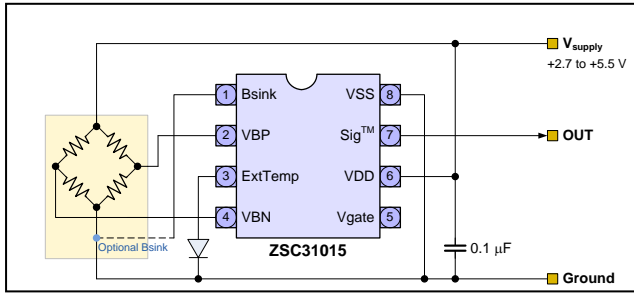 Vsupply
+2.7 to +5.5 V
1 Bsink VSS 8
2 VBP Sig™ 7
OUT
3 ExtTemp VDD 6
4 VBN Vgate 5
Optional Bsink
ZSC31015
0.1 µF
Ground